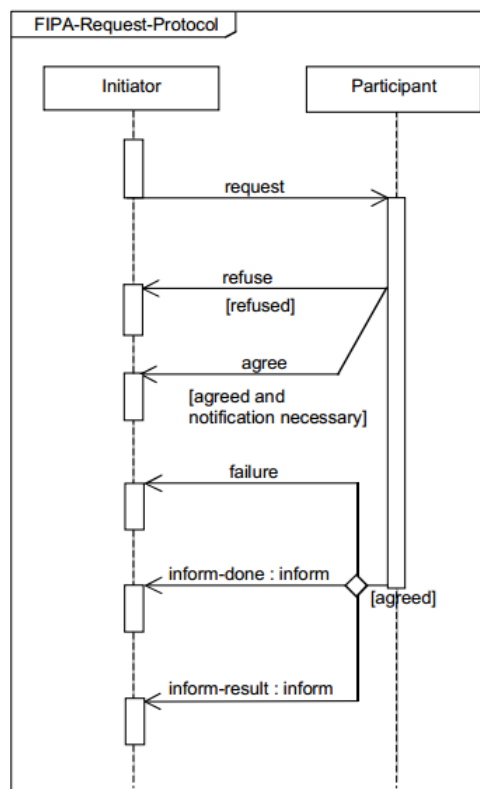 FIPA-Request-Protocol
Initiator
Participant
request
refuse
[refused]
agree
[agreed and
notification necessary]
failure
inform-done : inform
[agreed]
inform-result : inform